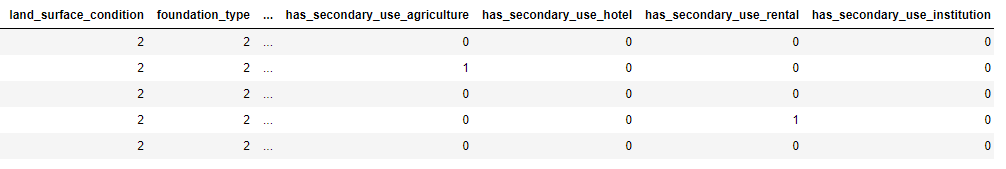 land_surface_condition foundation_type ... has_secondary_use_agriculture has_secondary_use_hotel has_secondary_use_rental has_secondary_use_institution
2 2 ... 0 0 0 0
2 2 ... 1 0 0 0
2 2 ... 0 0 0 0
2 2 ... 0 0 1 0
2 2 ... 0 0 0 0